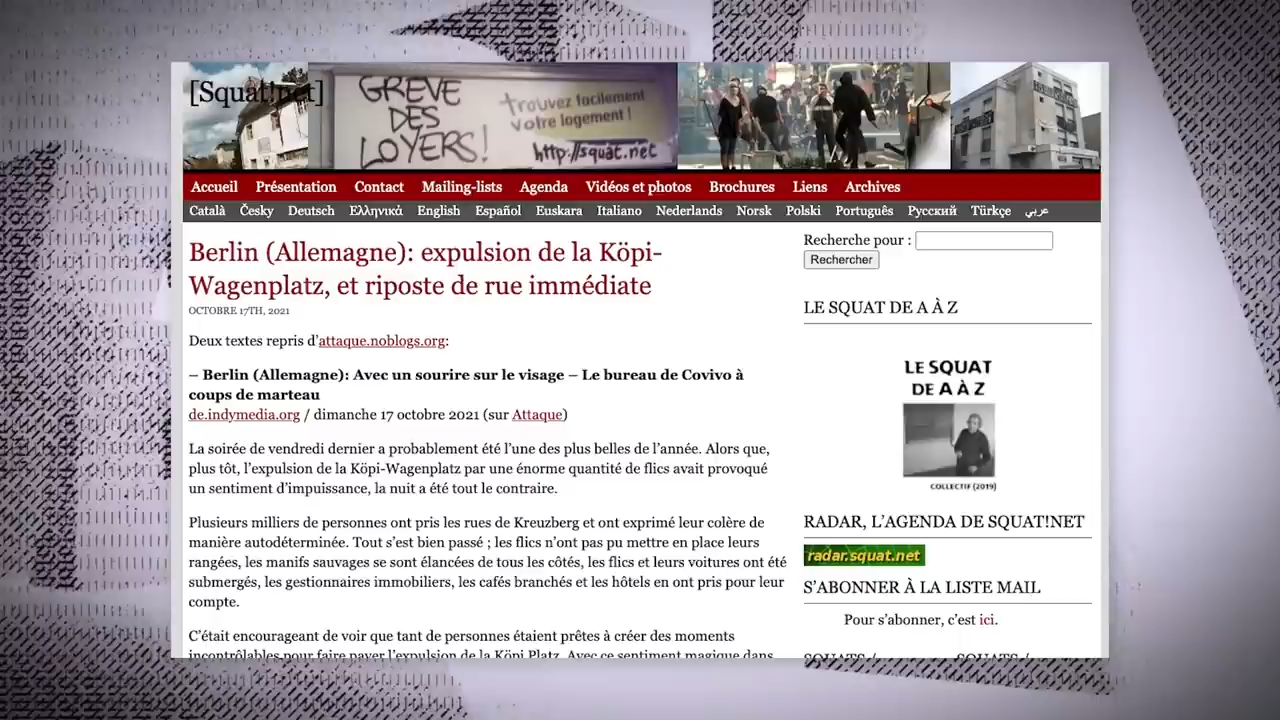 [Squat!net]
GREVE
DES
LOYERS!
trouvez facilement
votre logement !
http://squat.net
Accueil Présentation Contact Mailing-lists Agenda Vidéos et photos Brochures Liens Archives
Català Česky Deutsch Ελληνικά English Español Euskara Italiano Nederlands Norsk Polski Português Русский Türkçe عربي
Berlin (Allemagne): expulsion de la Köpi-
Wagenplatz, et riposte de rue immédiate
OCTOBRE 17TH, 2021
Deux textes repris d’attaque.noblogs.org:
– Berlin (Allemagne): Avec un sourire sur le visage – Le bureau de Covivo à
coups de marteau
de.indymedia.org / dimanche 17 octobre 2021 (sur Attaque)
La soirée de vendredi dernier a probablement été l’une des plus belles de l’année. Alors que,
plus tôt, l’expulsion de la Köpi-Wagenplatz par une énorme quantité de flics avait provoqué
un sentiment d’impuissance, la nuit a été tout le contraire.
Plusieurs milliers de personnes ont pris les rues de Kreuzberg et ont exprimé leur colère de
manière autodéterminée. Tout s’est bien passé ; les flics n’ont pas pu mettre en place leurs
rangées, les manifs sauvages se sont élancées de tous les côtés, les flics et leurs voitures ont été
submergés, les gestionnaires immobiliers, les cafés branchés et les hôtels en ont pris pour leur
compte.
C’était encourageant de voir que tant de personnes étaient prêtes à créer des moments
incontrôlables pour faire payer l’expulsion de la Köpi Platz. Avec ce sentiment magique dans
Recherche pour :
Rechercher
LE SQUAT DE A À Z
LE SQUAT
DE A À Z
COLLECTIF (2019)
RADAR, L’AGENDA DE SQUAT!NET
radar.squat.net
S’ABONNER À LA LISTE MAIL
Pour s’abonner, c’est ici.
SQUATS / SQUATS /